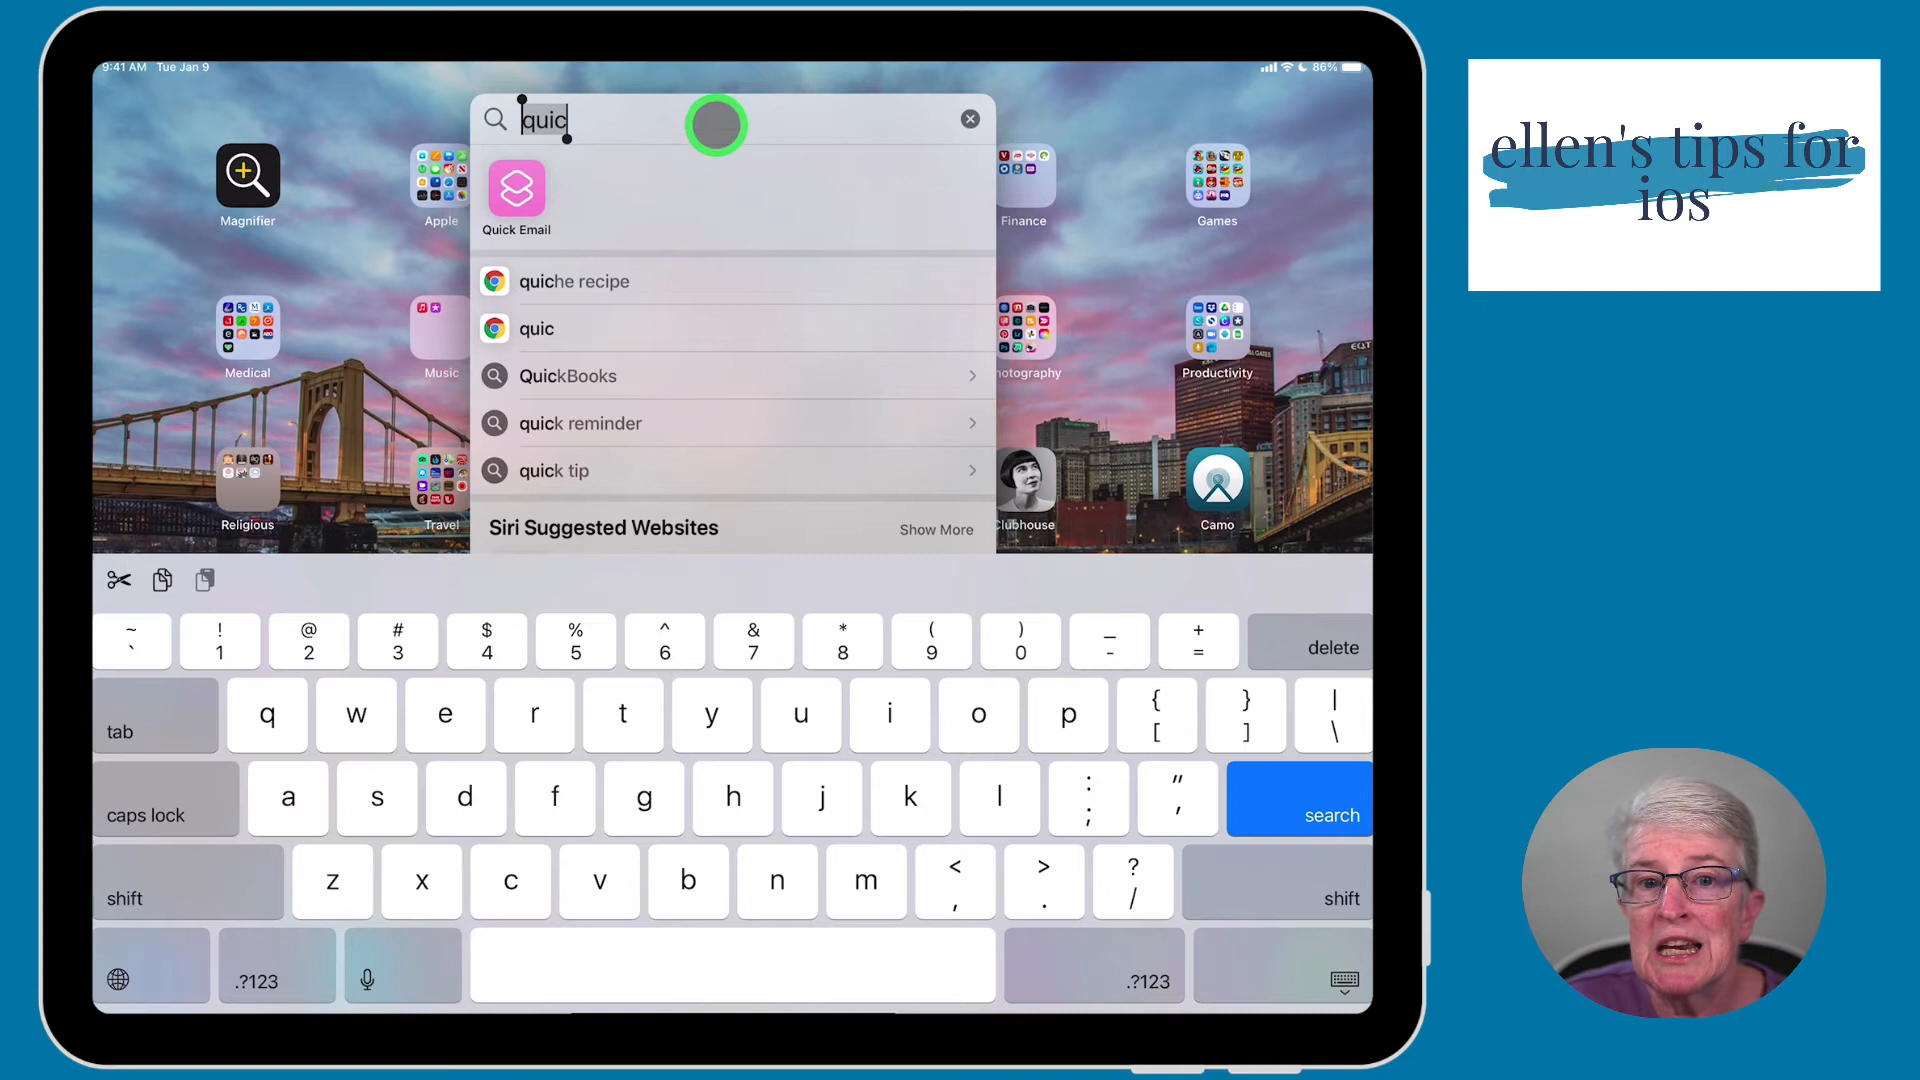 9:41 AM Tue Jan 9
86%
ellen's tips for
ios
quic
Magnifier
Apple
Quick Email
Finance
Games
quiche recipe
quic
Medical
Music
QuickBooks
hotography
Productivity
quick reminder
quick tip
Religious
Travel
Siri Suggested Websites
Show More
Clubhouse
Camo
~ ! @ # $ % ^ & * ( ) _ +
` 1 2 3 4 5 6 7 8 9 0 - = delete
tab q w e r t y u i o p { [ } ] | \
caps lock a s d f g h j k l : ; " ' search
shift z x c v b n m < , > . ? / shift
.?123 .?123